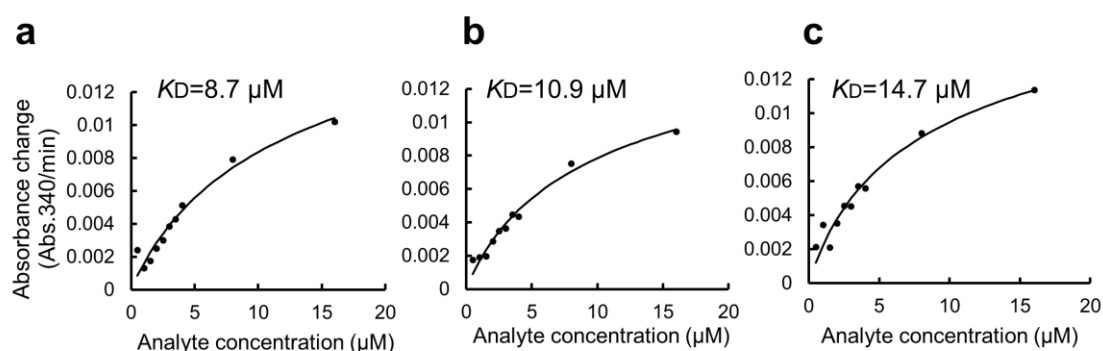 a
b
c
KD=8.7 µM
KD=10.9 µM
KD=14.7 µM
Absorbance change
(Abs.340/min)
0.012
0.01
0.008
0.006
0.004
0.002
0
0 5 10 15 20
Analyte concentration (µM)
0.012
0.01
0.008
0.006
0.004
0.002
0
0 5 10 15 20
Analyte concentration (µM)
0.012
0.01
0.008
0.006
0.004
0.002
0
0 5 10 15 20
Analyte concentration (µM)